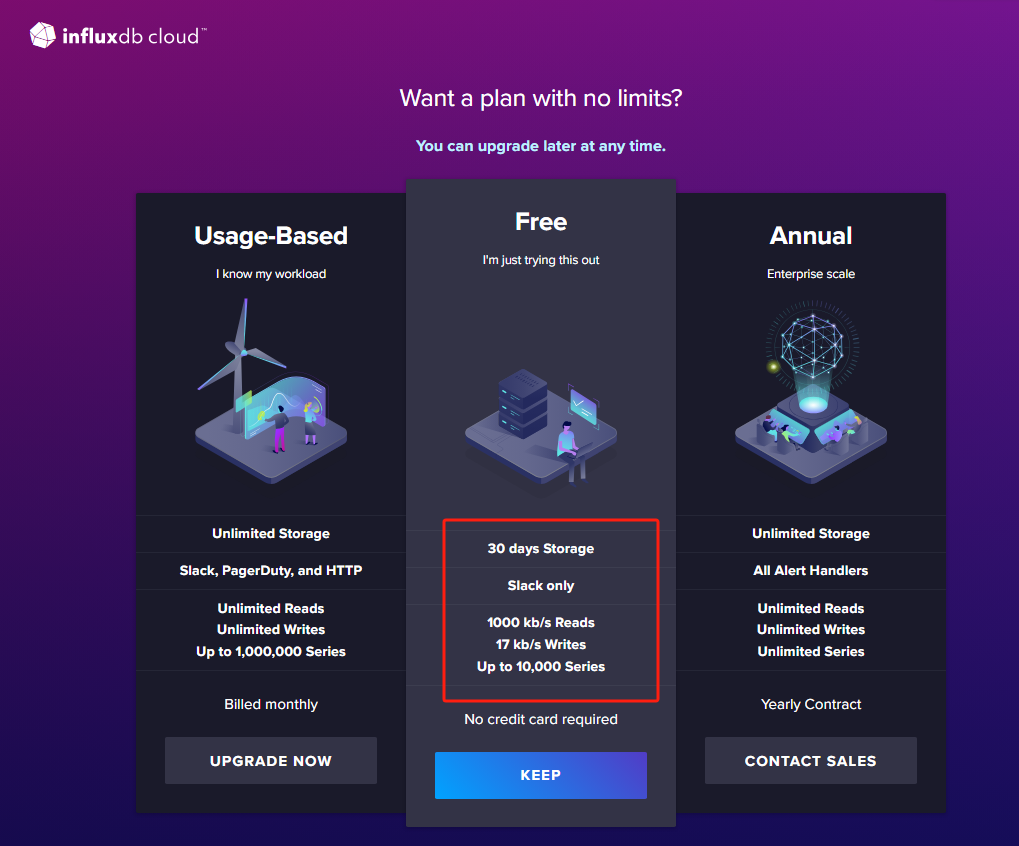 influxdb cloud™
Want a plan with no limits?
You can upgrade later at any time.
Usage-Based
I know my workload
Unlimited Storage
Slack, PagerDuty, and HTTP
Unlimited Reads
Unlimited Writes
Up to 1,000,000 Series
Billed monthly
UPGRADE NOW
Free
I'm just trying this out
30 days Storage
Slack only
1000 kb/s Reads
17 kb/s Writes
Up to 10,000 Series
No credit card required
KEEP
Annual
Enterprise scale
Unlimited Storage
All Alert Handlers
Unlimited Reads
Unlimited Writes
Unlimited Series
Yearly Contract
CONTACT SALES